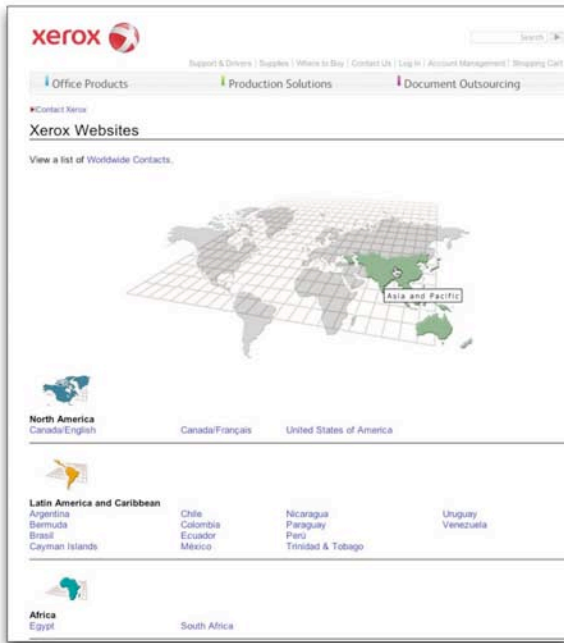 xerox
Search
Support & Drivers | Supplies | Where to Buy | Contact Us | Log In | Account Management | Shopping Cart
Office Products Production Solutions Document Outsourcing
Contact Xerox
Xerox Websites
View a list of Worldwide Contacts.
Asia and Pacific
North America
Canada/English Canada/Français United States of America
Latin America and Caribbean
Argentina Chile Nicaragua Uruguay
Bermuda Colombia Paraguay Venezuela
Brasil Ecuador Perú
Cayman Islands México Trinidad & Tobago
Africa
Egypt South Africa